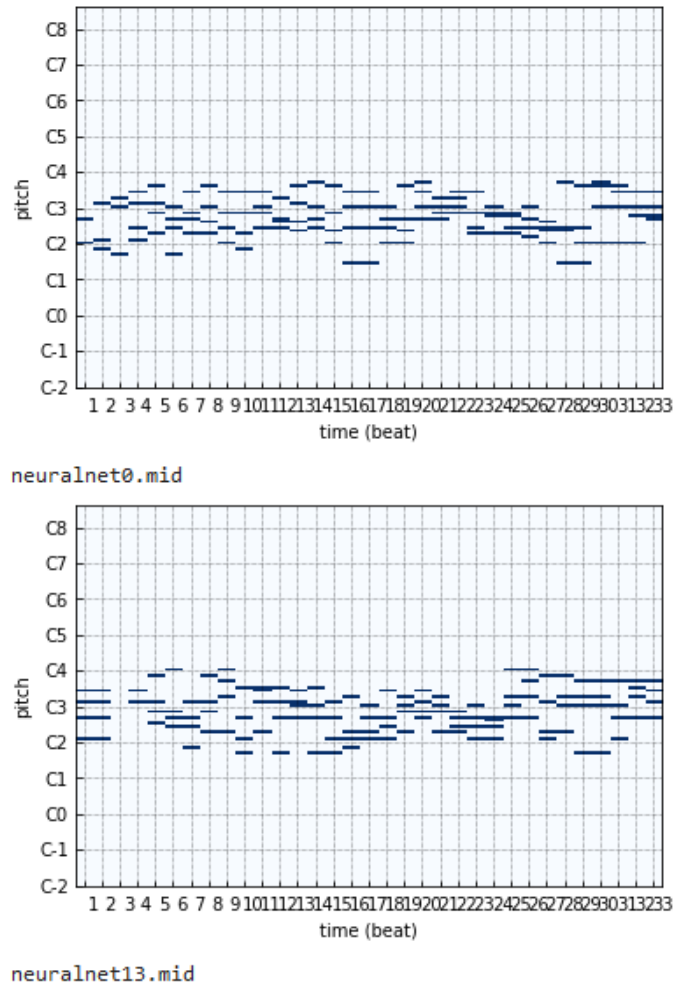 C8
C7
C6
C5
C4
C3
C2
C1
C0
C-1
C-2
pitch
1 2 3 4 5 6 7 8 9 10 11 12 13 14 15 16 17 18 19 20 21 22 23 24 25 26 27 28 29 30 31 32 33
time (beat)
neuralnet0.mid
C8
C7
C6
C5
C4
C3
C2
C1
C0
C-1
C-2
pitch
1 2 3 4 5 6 7 8 9 10 11 12 13 14 15 16 17 18 19 20 21 22 23 24 25 26 27 28 29 30 31 32 33
time (beat)
neuralnet13.mid